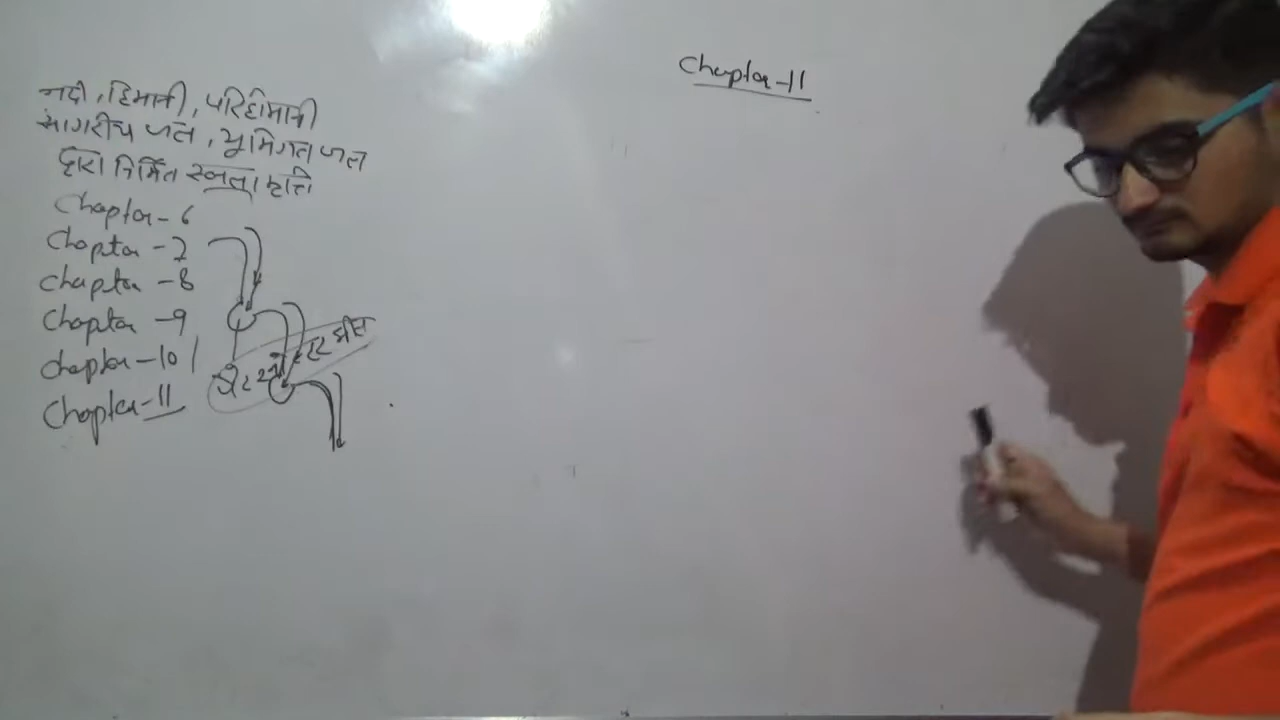 नदी, हिमानी, परिहिमानी
सागरीय जल, भूमिगत जल
द्वारा निर्मित स्थलाकृति
Chapter-6
Chapter-7
Chapter-8
Chapter-9
Chapter-10
Chapter-11
Chapter-11